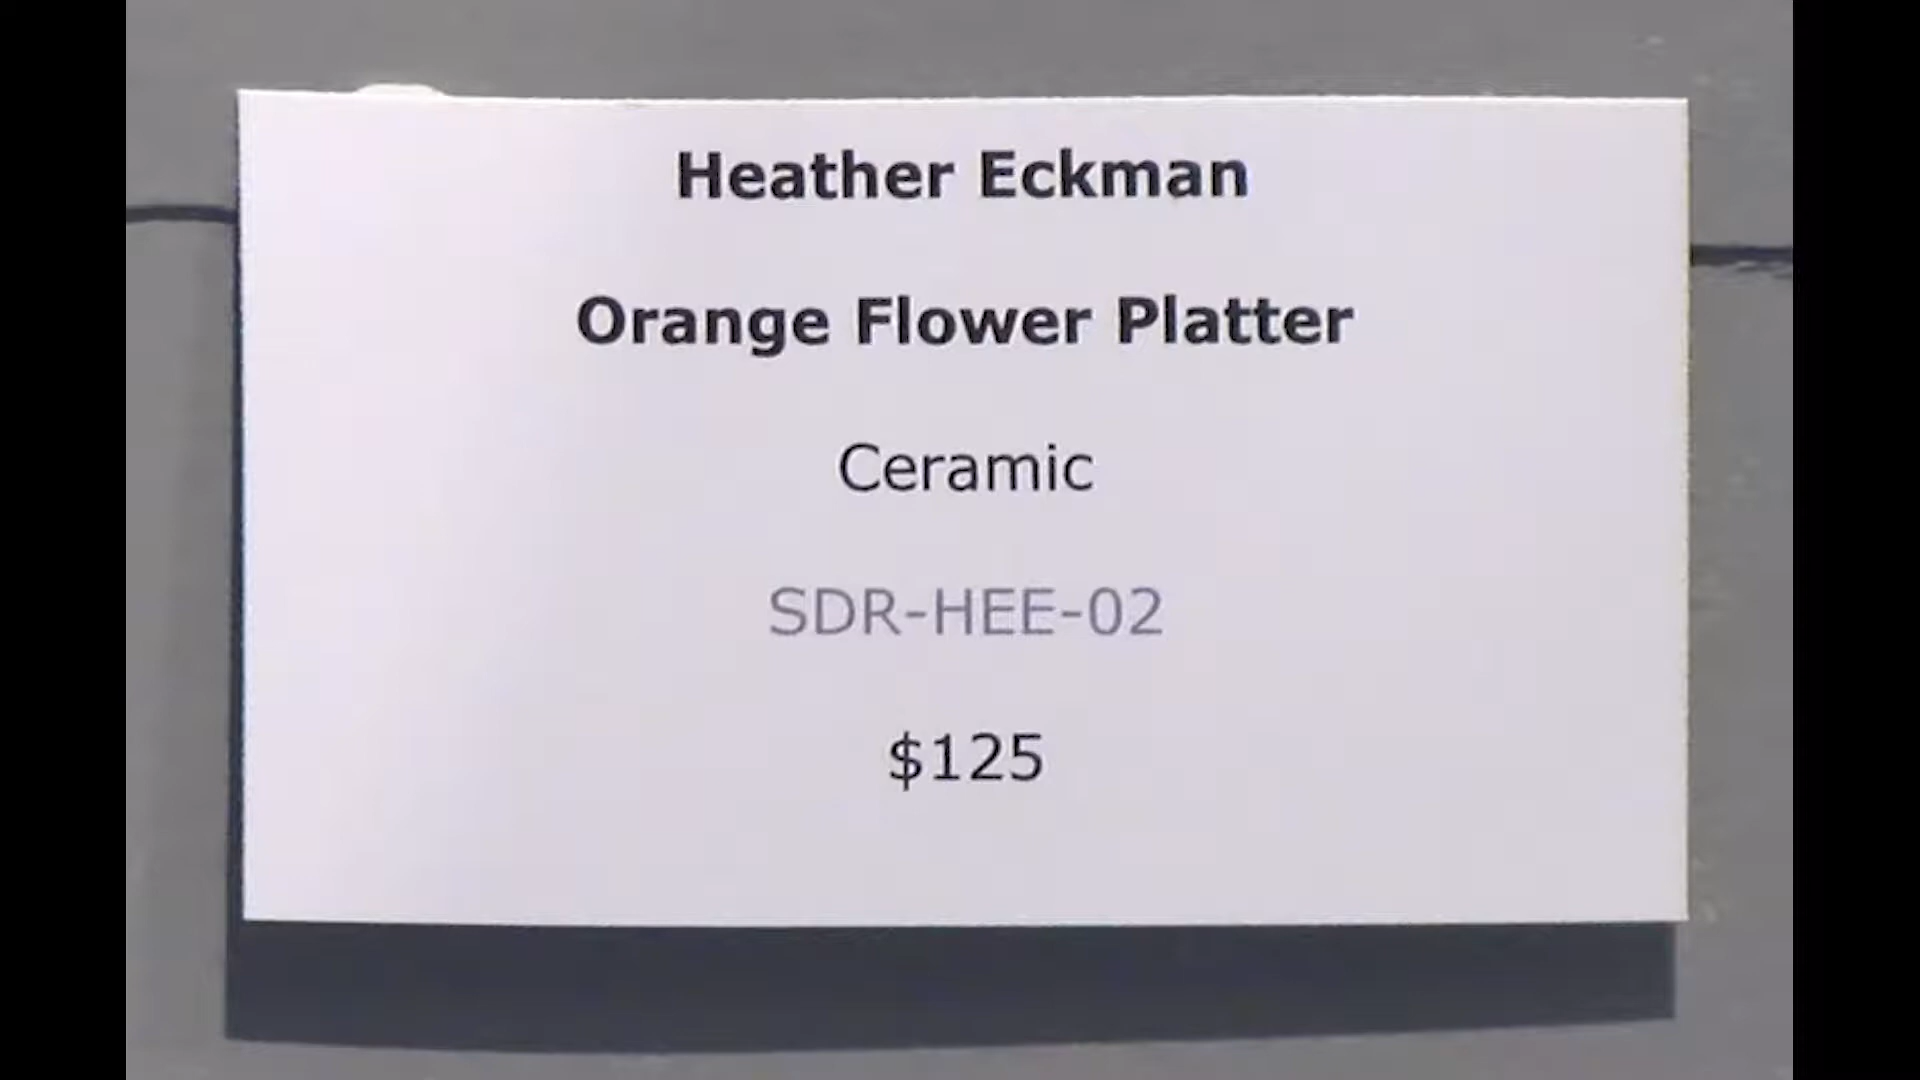 Heather Eckman
Orange Flower Platter
Ceramic
SDR-HEE-02
$125